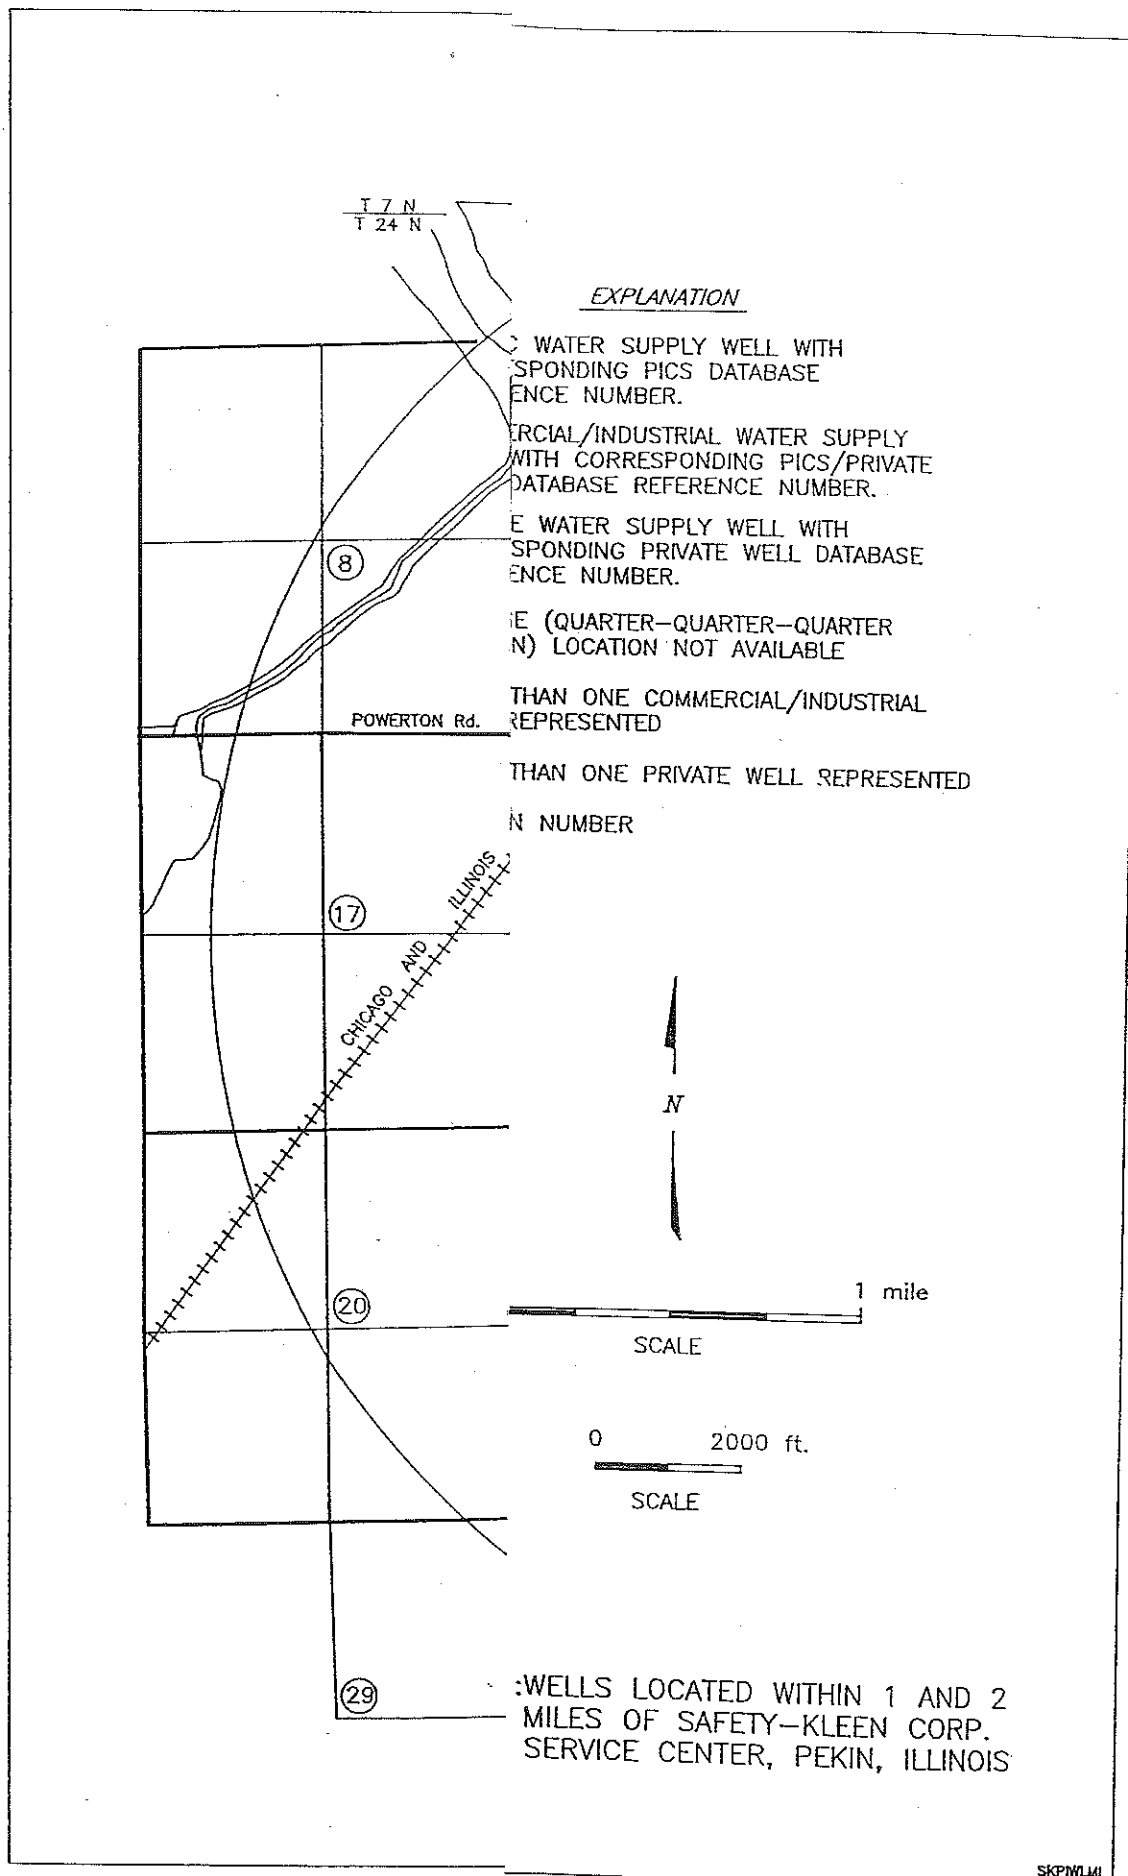 T 7 N
T 24 N
EXPLANATION
C WATER SUPPLY WELL WITH
SPONDING PICS DATABASE
ENCE NUMBER.
ERCIAL/INDUSTRIAL WATER SUPPLY
WITH CORRESPONDING PICS/PRIVATE
DATABASE REFERENCE NUMBER.
E WATER SUPPLY WELL WITH
SPONDING PRIVATE WELL DATABASE
ENCE NUMBER.
E (QUARTER-QUARTER-QUARTER
N) LOCATION NOT AVAILABLE
THAN ONE COMMERCIAL/INDUSTRIAL
REPRESENTED
THAN ONE PRIVATE WELL REPRESENTED
N NUMBER
8
POWERTON Rd.
17
CHICAGO AND ILLINOIS
N
20
1 mile
SCALE
0 2000 ft.
SCALE
29
:WELLS LOCATED WITHIN 1 AND 2
MILES OF SAFETY-KLEEN CORP.
SERVICE CENTER, PEKIN, ILLINOIS